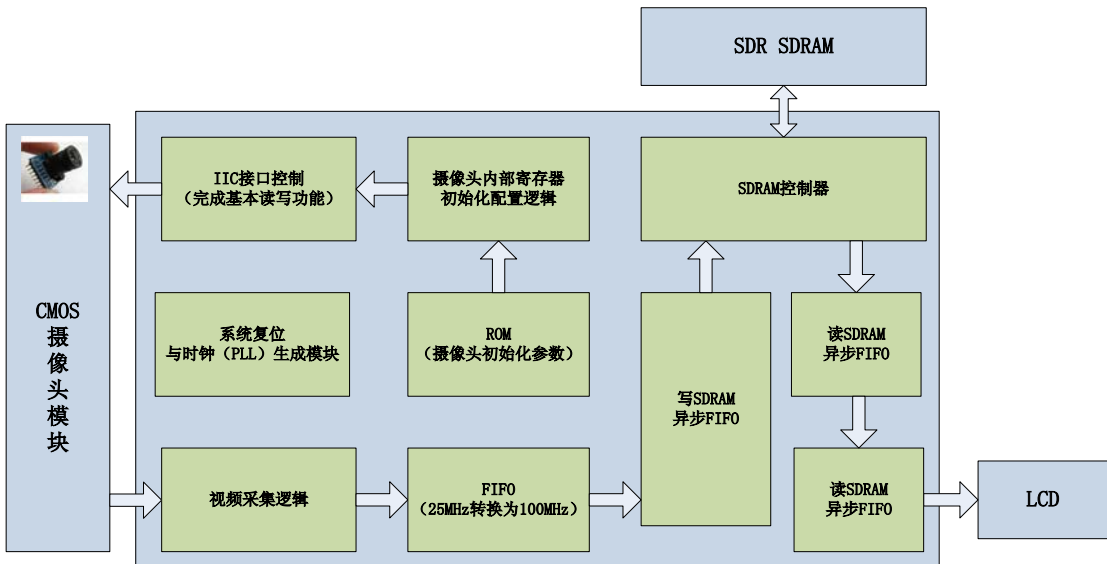 SDR SDRAM
IIC接口控制
（完成基本读写功能）
摄像头内部寄存器
初始化配置逻辑
SDRAM控制器
CMOS
摄
像
头
模
块
系统复位
与时钟（PLL）生成模块
ROM
（摄像头初始化参数）
写SDRAM
异步FIFO
读SDRAM
异步FIFO
视频采集逻辑
FIFO
（25MHz转换为100MHz）
读SDRAM
异步FIFO
LCD